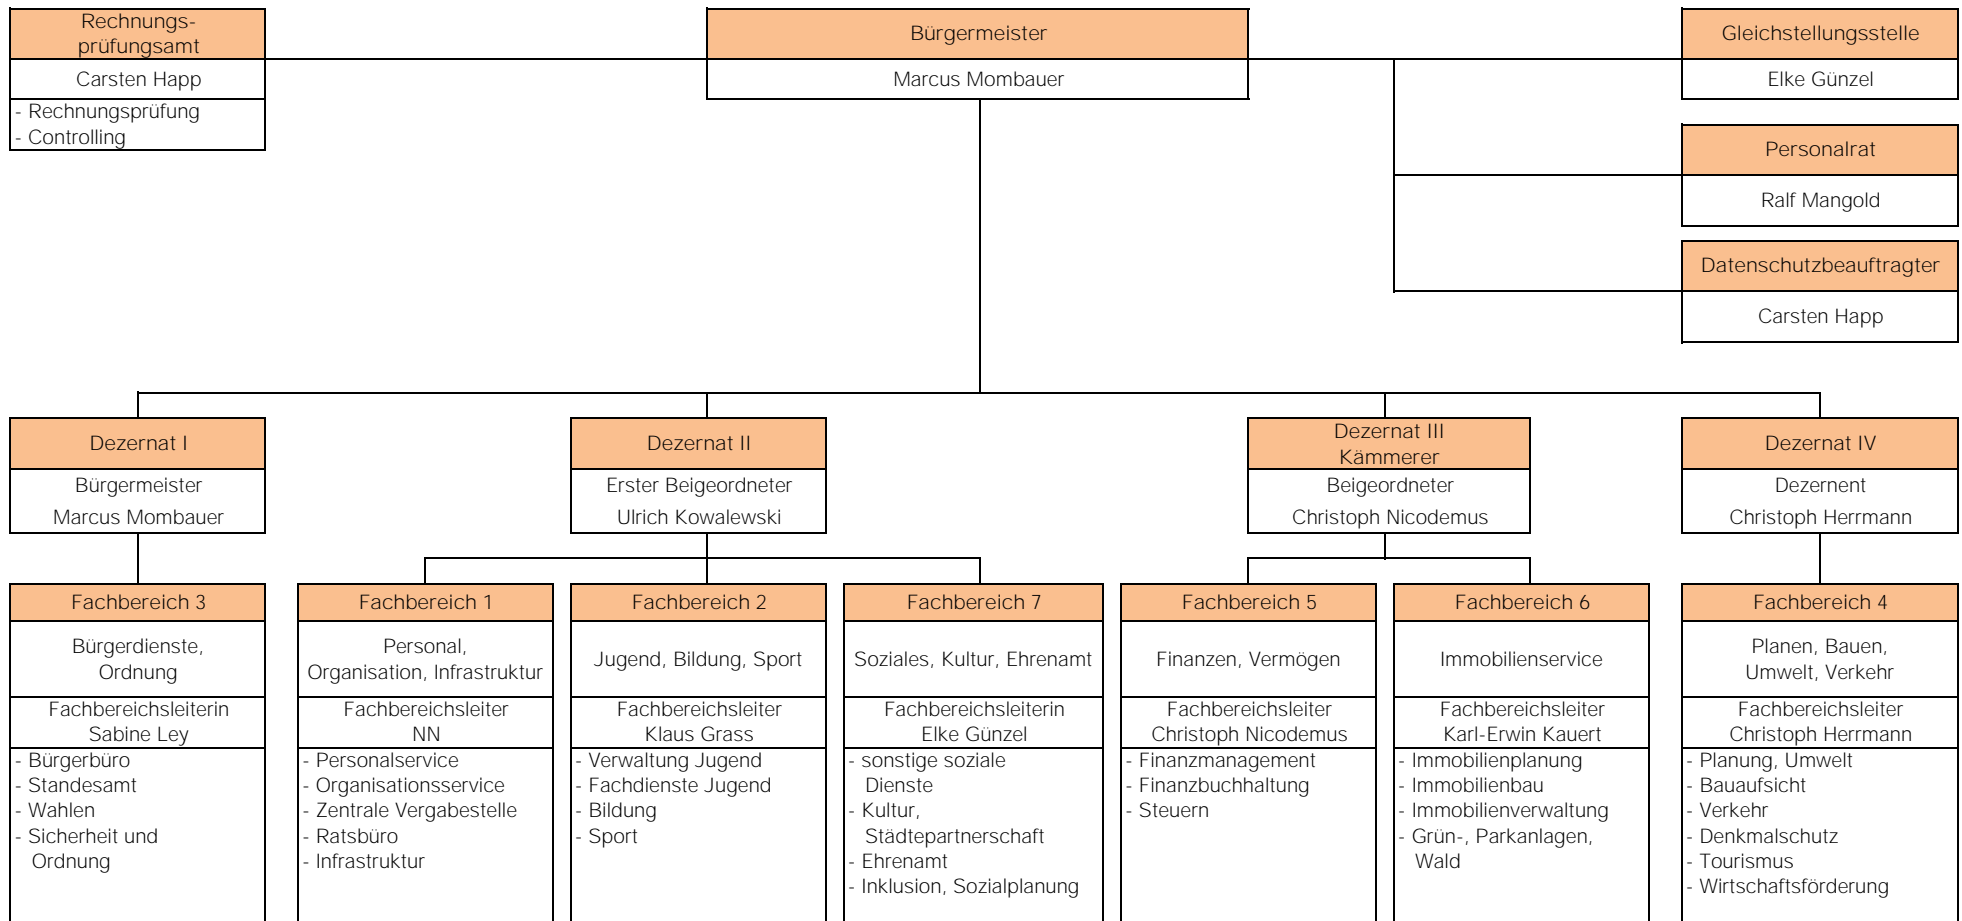 Rechnungs-
prüfungsamt
Carsten Happ
- Rechnungsprüfung
- Controlling
Bürgermeister
Marcus Mombauer
Gleichstellungsstelle
Elke Günzel
Personalrat
Ralf Mangold
Datenschutzbeauftragter
Carsten Happ
Dezernat I
Bürgermeister
Marcus Mombauer
Dezernat II
Erster Beigeordneter
Ulrich Kowalewski
Dezernat III
Kämmerer
Beigeordneter
Christoph Nicodemus
Dezernat IV
Dezernent
Christoph Herrmann
Fachbereich 3
Bürgerdienste,
Ordnung
Fachbereichsleiterin
Sabine Ley
- Bürgerbüro
- Standesamt
- Wahlen
- Sicherheit und
Ordnung
Fachbereich 1
Personal,
Organisation, Infrastruktur
Fachbereichsleiter
NN
- Personalservice
- Organisationsservice
- Zentrale Vergabestelle
- Ratsbüro
- Infrastruktur
Fachbereich 2
Jugend, Bildung, Sport
Fachbereichsleiter
Klaus Grass
- Verwaltung Jugend
- Fachdienste Jugend
- Bildung
- Sport
Fachbereich 7
Soziales, Kultur, Ehrenamt
Fachbereichsleiterin
Elke Günzel
- sonstige soziale
Dienste
- Kultur,
Städtepartnerschaft
- Ehrenamt
- Inklusion, Sozialplanung
Fachbereich 5
Finanzen, Vermögen
Fachbereichsleiter
Christoph Nicodemus
- Finanzmanagement
- Finanzbuchhaltung
- Steuern
Fachbereich 6
Immobilienservice
Fachbereichsleiter
Karl-Erwin Kauert
- Immobilienplanung
- Immobilienbau
- Immobilienverwaltung
- Grün-, Parkanlagen,
Wald
Fachbereich 4
Planen, Bauen,
Umwelt, Verkehr
Fachbereichsleiter
Christoph Herrmann
- Planung, Umwelt
- Bauaufsicht
- Verkehr
- Denkmalschutz
- Tourismus
- Wirtschaftsförderung